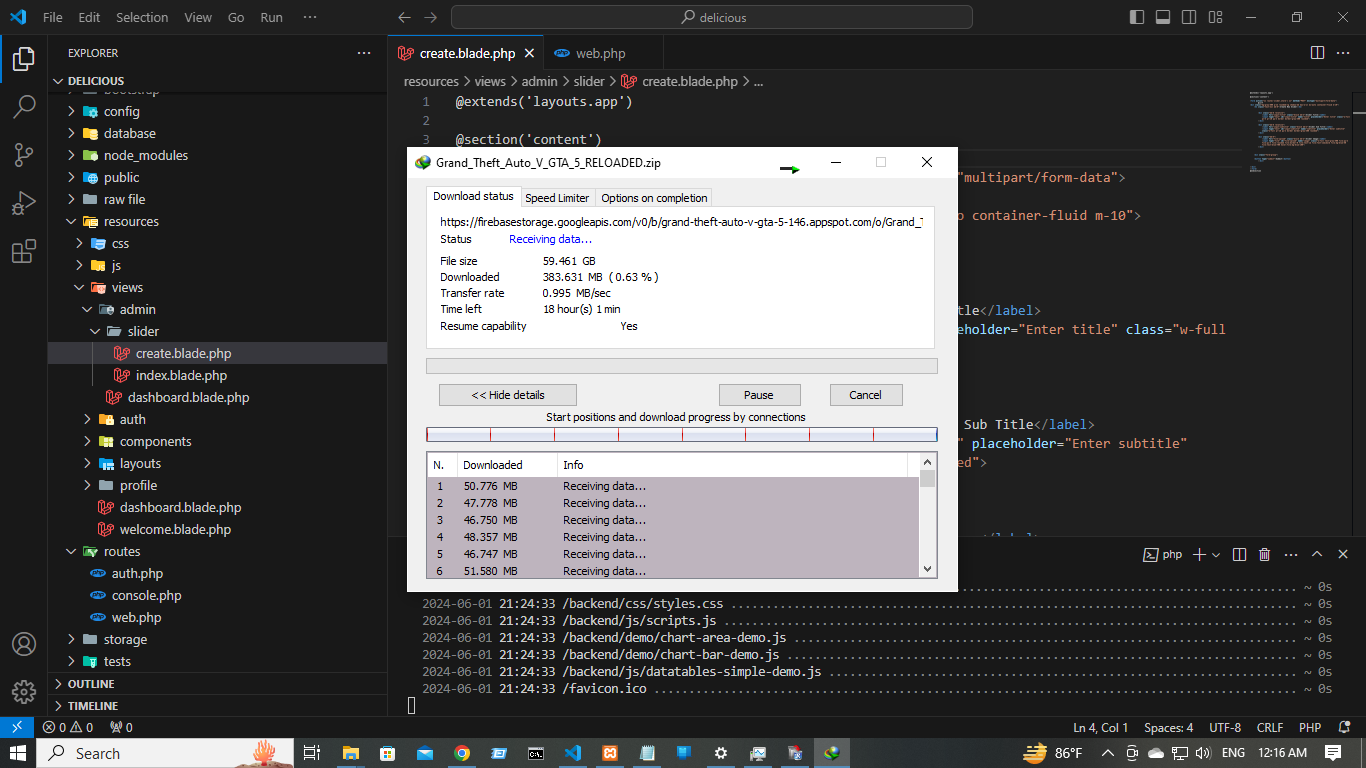 File Edit Selection View Go Run ··· delicious
EXPLORER ···
create.blade.php web.php ···
DELICIOUS
resources > views > admin > slider > create.blade.php > ...
bootstrap
config
database
node_modules
public
raw file
resources
css
js
views
admin
slider
create.blade.php
index.blade.php
dashboard.blade.php
auth
components
layouts
profile
dashboard.blade.php
welcome.blade.php
routes
auth.php
console.php
web.php
storage
tests
OUTLINE
TIMELINE
1 @extends('layouts.app')
2
3 @section('content')
"multipart/form-data">
container-fluid m-10">
tle</label>
eholder="Enter title" class="w-full
Sub Title</label>
" placeholder="Enter subtitle"
ed">
Grand_Theft_Auto_V_GTA_5_RELOADED.zip
Download status Speed Limiter Options on completion
https://firebasestorage.googleapis.com/v0/b/grand-theft-auto-v-gta-5-146.appspot.com/o/Grand_T
Status Receiving data...
File size 59.461 GB
Downloaded 383.631 MB ( 0.63 % )
Transfer rate 0.995 MB/sec
Time left 18 hour(s) 1 min
Resume capability Yes
<< Hide details Pause Cancel
Start positions and download progress by connections
N. Downloaded Info
1 50.776 MB Receiving data...
2 47.778 MB Receiving data...
3 46.750 MB Receiving data...
4 48.357 MB Receiving data...
5 46.747 MB Receiving data...
6 51.580 MB Receiving data...
php ···
~ 0s
2024-06-01 21:24:33 /backend/css/styles.css ~ 0s
2024-06-01 21:24:33 /backend/js/scripts.js ~ 0s
2024-06-01 21:24:33 /backend/demo/chart-area-demo.js ~ 0s
2024-06-01 21:24:33 /backend/demo/chart-bar-demo.js ~ 0s
2024-06-01 21:24:33 /backend/js/datatables-simple-demo.js ~ 0s
2024-06-01 21:24:33 /favicon.ico ~ 0s
0 0 0 Ln 4, Col 1 Spaces: 4 UTF-8 CRLF PHP
Search 86°F ENG 12:16 AM